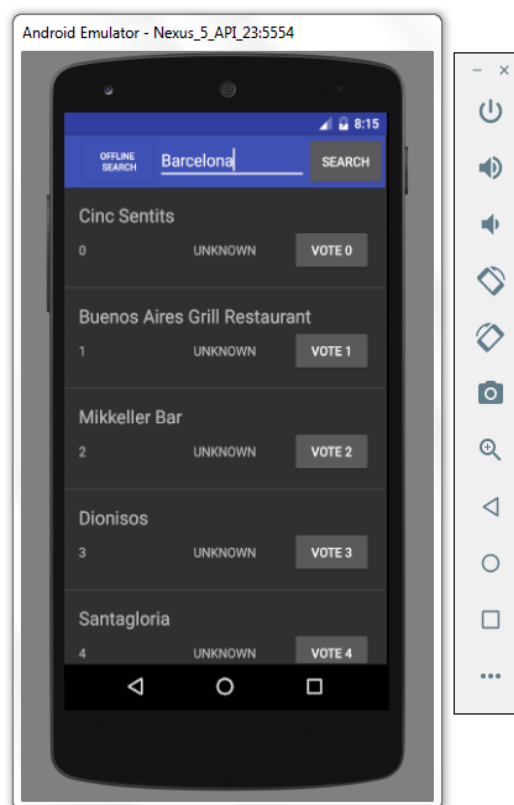 Android Emulator - Nexus_5_API_23:5554
8:15
OFFLINE
SEARCH
Barcelona
SEARCH
Cinc Sentits
0 UNKNOWN VOTE 0
Buenos Aires Grill Restaurant
1 UNKNOWN VOTE 1
Mikkeller Bar
2 UNKNOWN VOTE 2
Dionisos
3 UNKNOWN VOTE 3
Santagloria
4 UNKNOWN VOTE 4